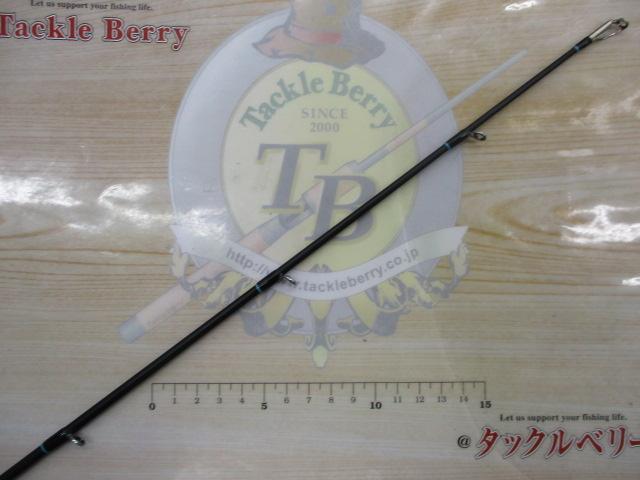 Let us support your fishing life.
Tackle Berry
Tackle Berry
SINCE
2000
TB
http://www.tackleberry.co.jp
0 1 2 3 4 5 6 7 8 9 10 11 12 13 14 15
Let us support your fishing life.
@タックルベリー